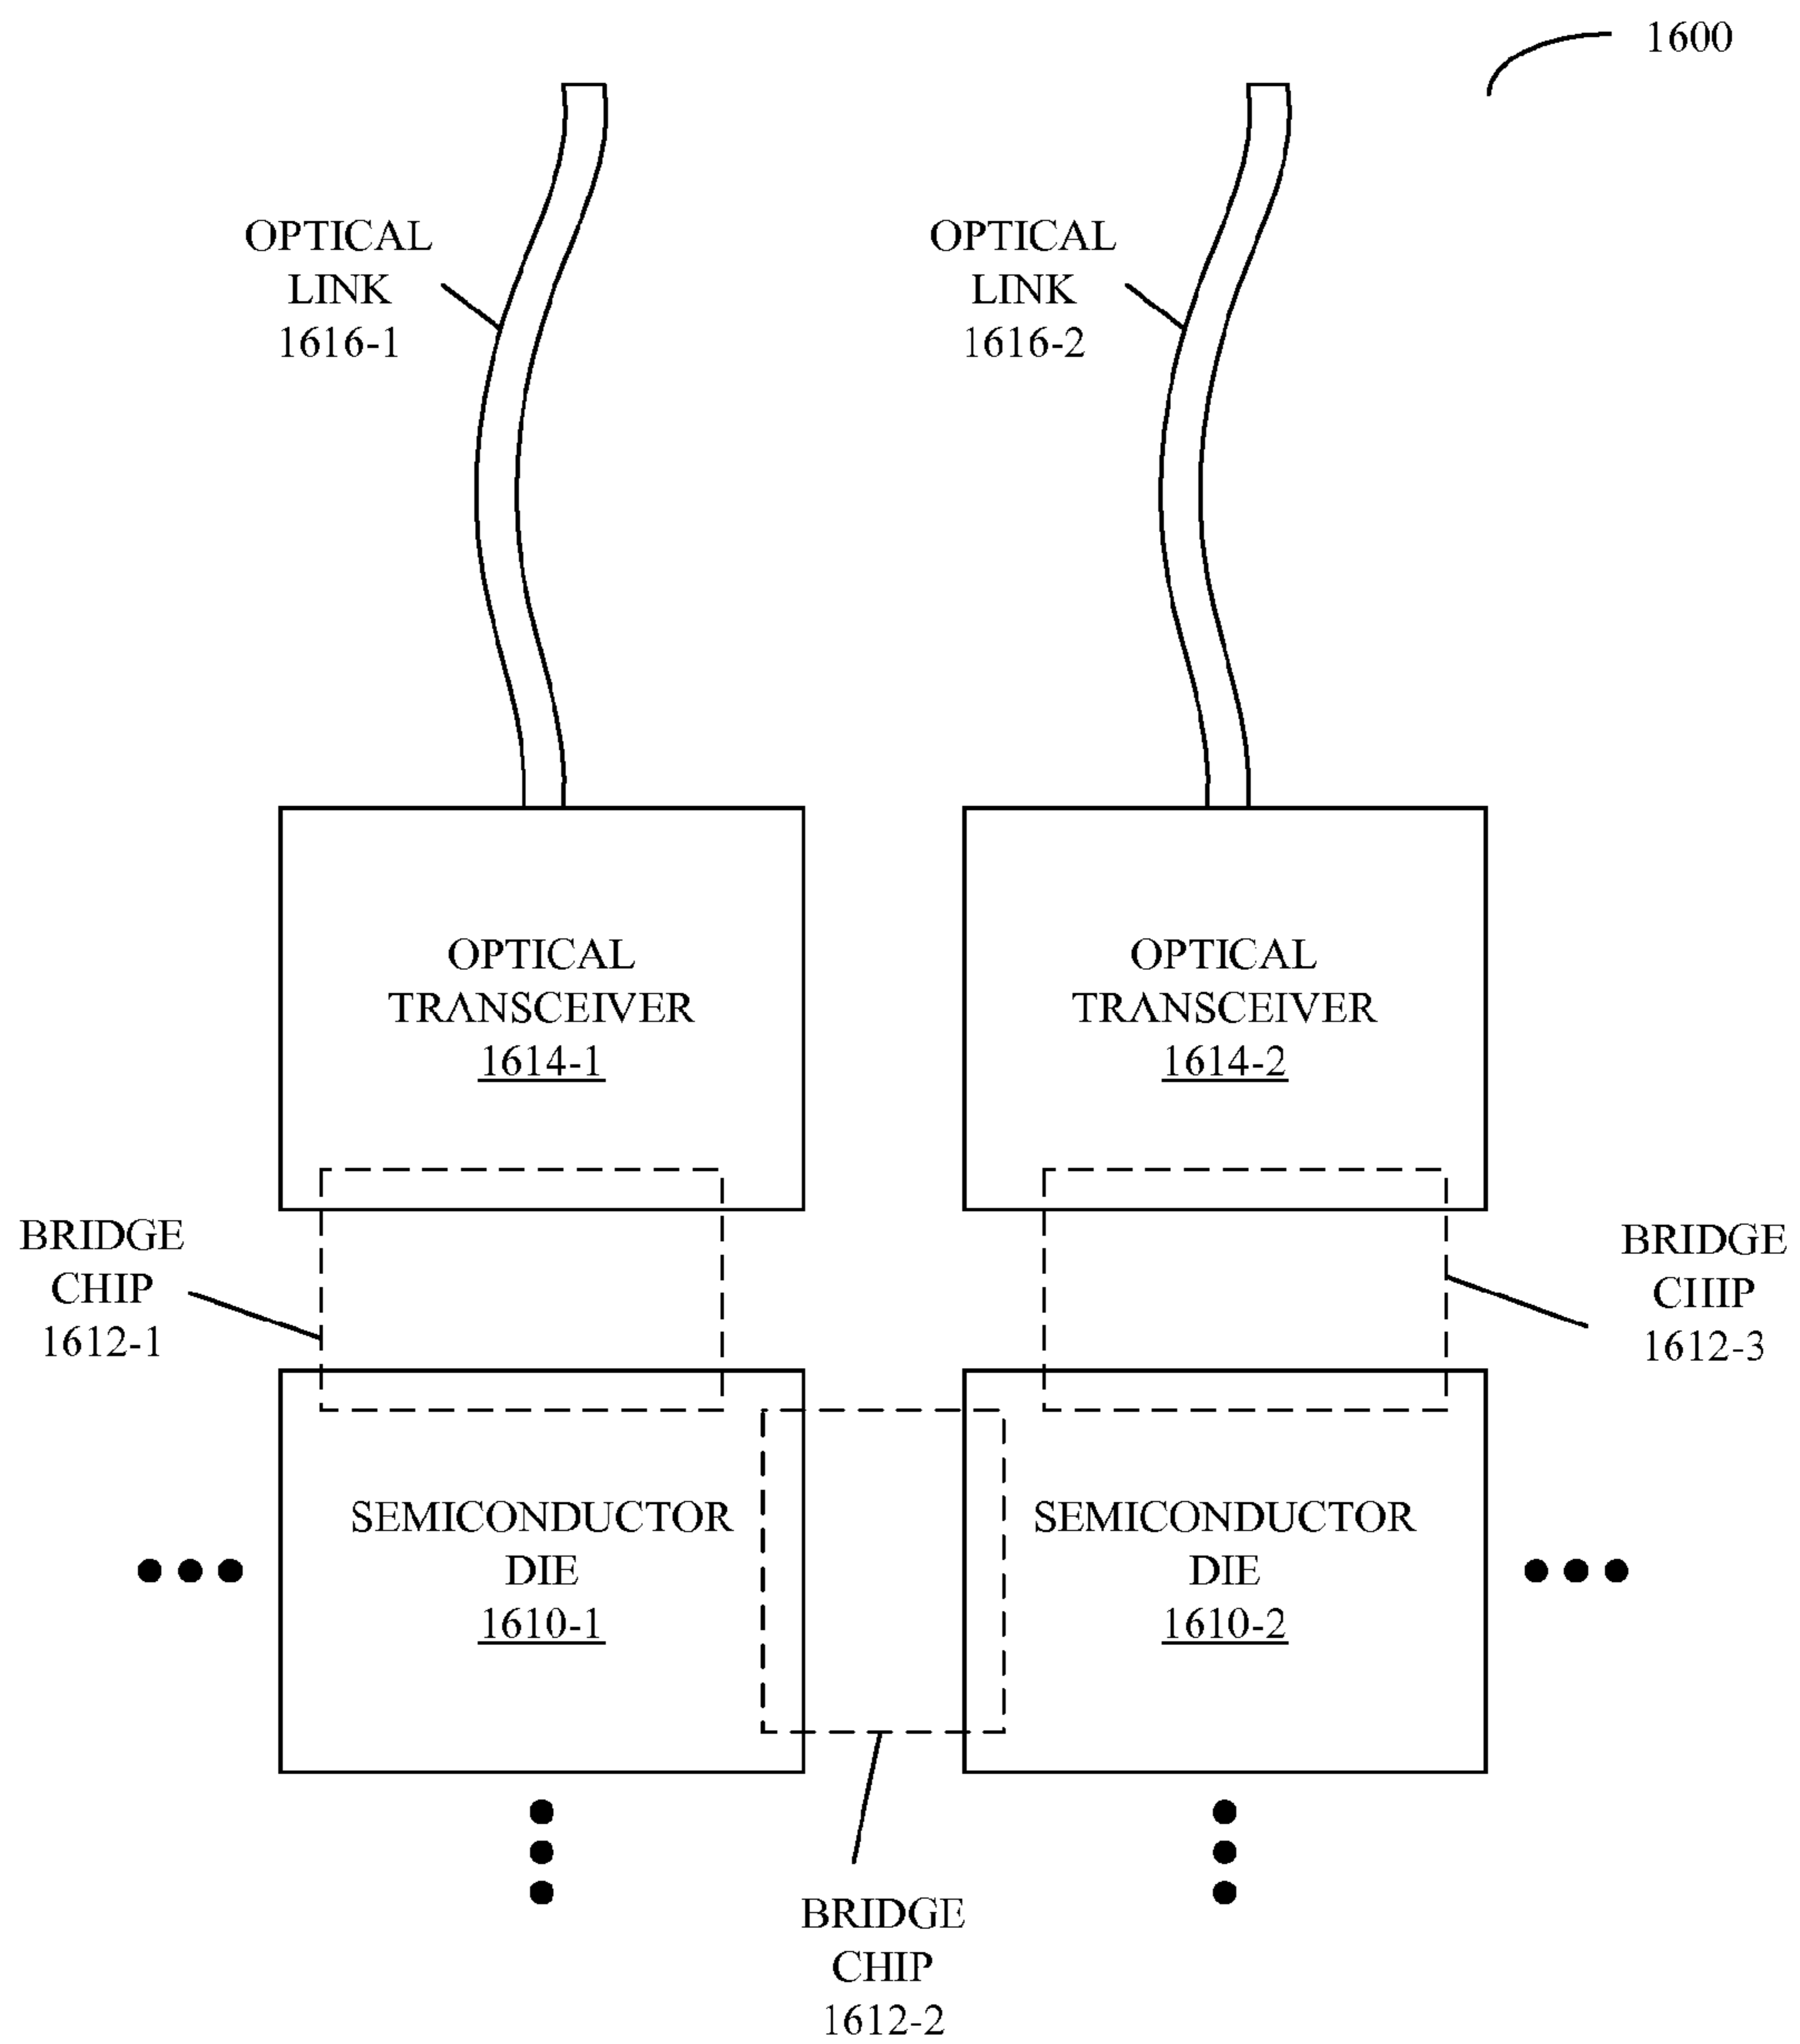 1600
OPTICAL
LINK
1616-1
OPTICAL
LINK
1616-2
OPTICAL
TRANSCEIVER
1614-1
OPTICAL
TRANSCEIVER
1614-2
BRIDGE
CHIP
1612-1
BRIDGE
CHIP
1612-3
SEMICONDUCTOR
DIE
1610-1
SEMICONDUCTOR
DIE
1610-2
BRIDGE
CHIP
1612-2